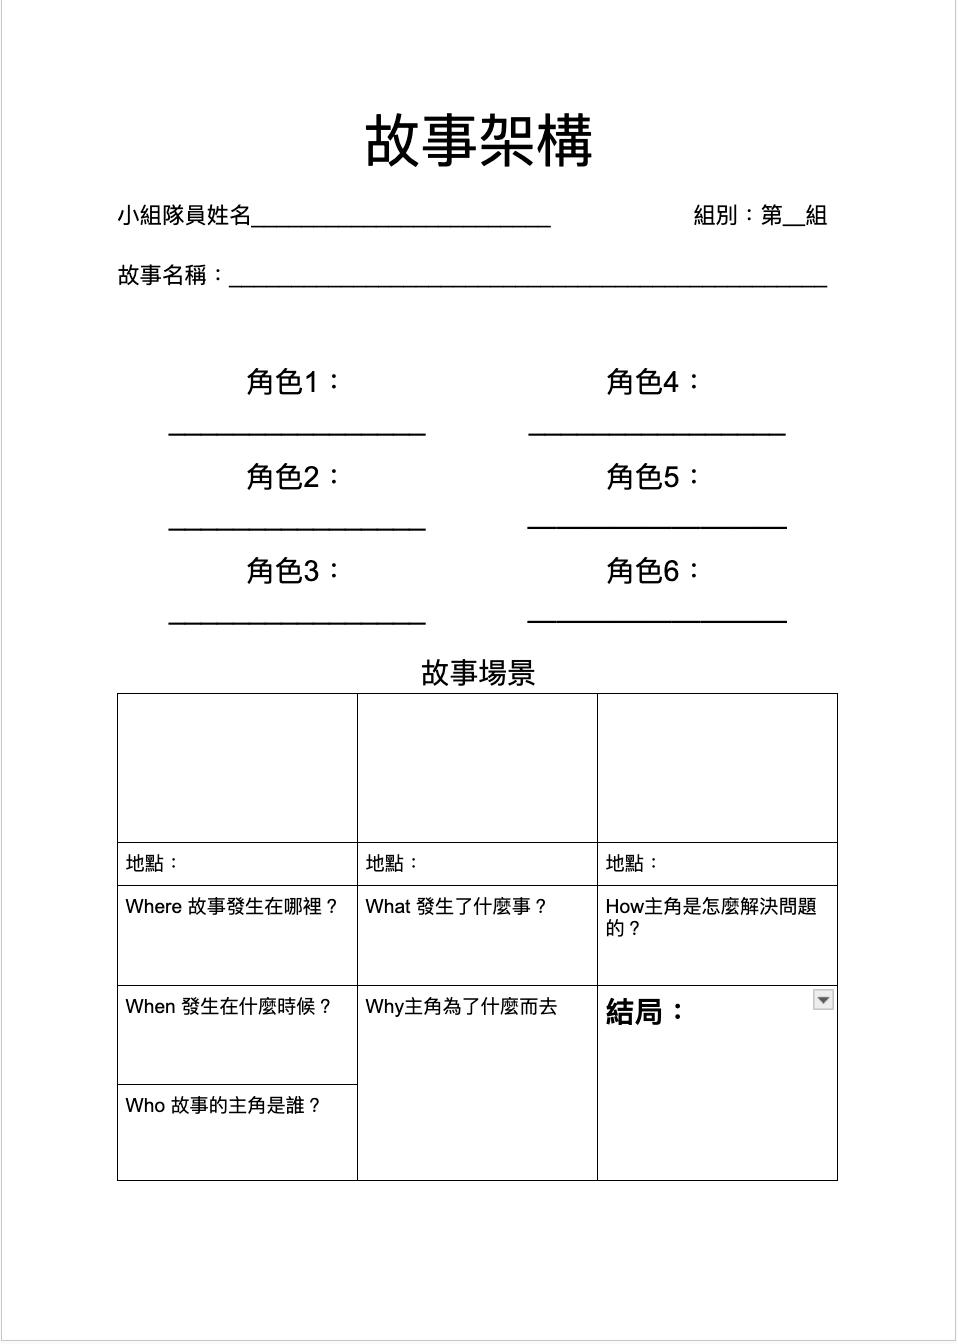 故事架構
小組隊員姓名________________________ 組別：第__組
故事名稱：________________________________________________
角色1： 角色4：
________________ ________________
角色2： 角色5：
________________ ________________
角色3： 角色6：
________________ ________________
故事場景
地點： 地點： 地點：
Where 故事發生在哪裡？ What 發生了什麼事？ How主角是怎麼解決問題
的？
When 發生在什麼時候？ Why主角為了什麼而去 結局：
Who 故事的主角是誰？